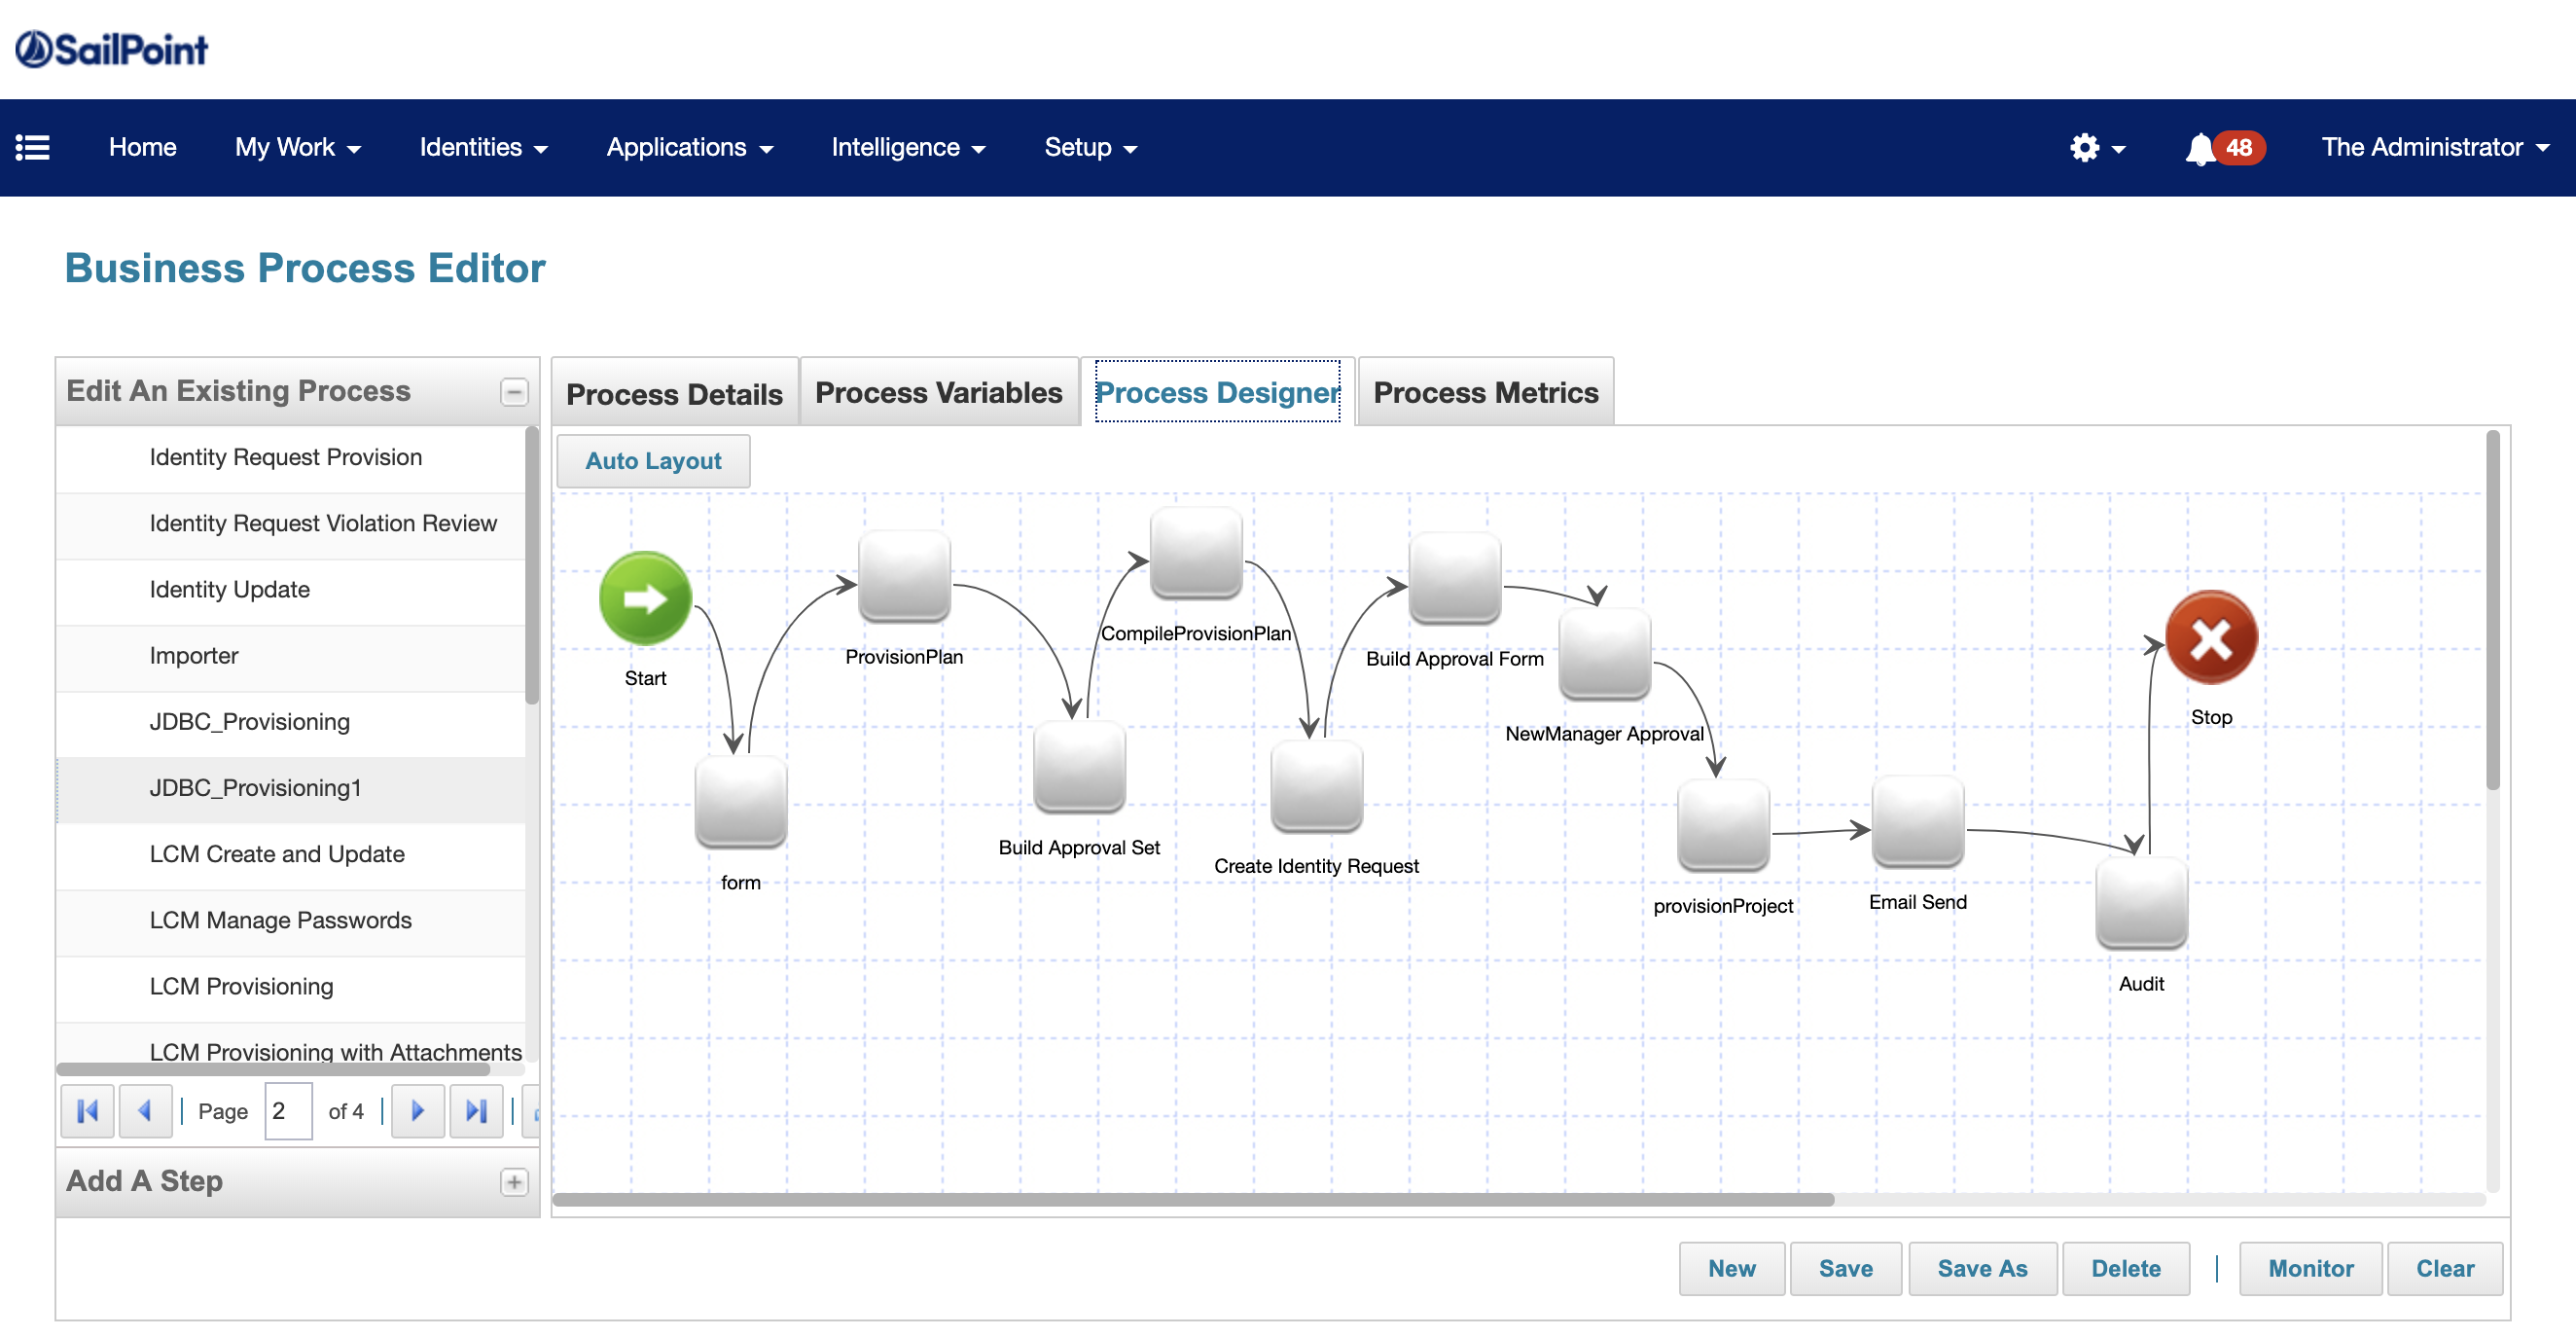 SailPoint
Home My Work Identities Applications Intelligence Setup 48 The Administrator
Business Process Editor
Edit An Existing Process
Identity Request Provision
Identity Request Violation Review
Identity Update
Importer
JDBC_Provisioning
JDBC_Provisioning1
LCM Create and Update
LCM Manage Passwords
LCM Provisioning
LCM Provisioning with Attachments
Page 2 of 4
Add A Step
Process Details Process Variables Process Designer Process Metrics
Auto Layout
Start
form
ProvisionPlan
Build Approval Set
CompileProvisionPlan
Create Identity Request
Build Approval Form
NewManager Approval
provisionProject
Email Send
Audit
Stop
New Save Save As Delete Monitor Clear